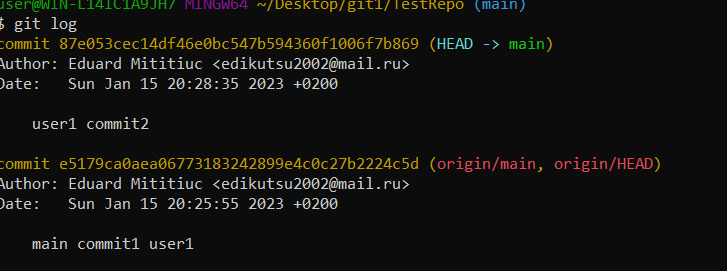 user@WIN-L14IC1A9JH7 MINGW64 ~/Desktop/git1/TestRepo (main)
$ git log
commit 87e053cec14df46e0bc547b594360f1006f7b869 (HEAD -> main)
Author: Eduard Mititiuc <edikutsu2002@mail.ru>
Date:   Sun Jan 15 20:28:35 2023 +0200
user1 commit2
commit e5179ca0aea06773183242899e4c0c27b2224c5d (origin/main, origin/HEAD)
Author: Eduard Mititiuc <edikutsu2002@mail.ru>
Date:   Sun Jan 15 20:25:55 2023 +0200
main commit1 user1